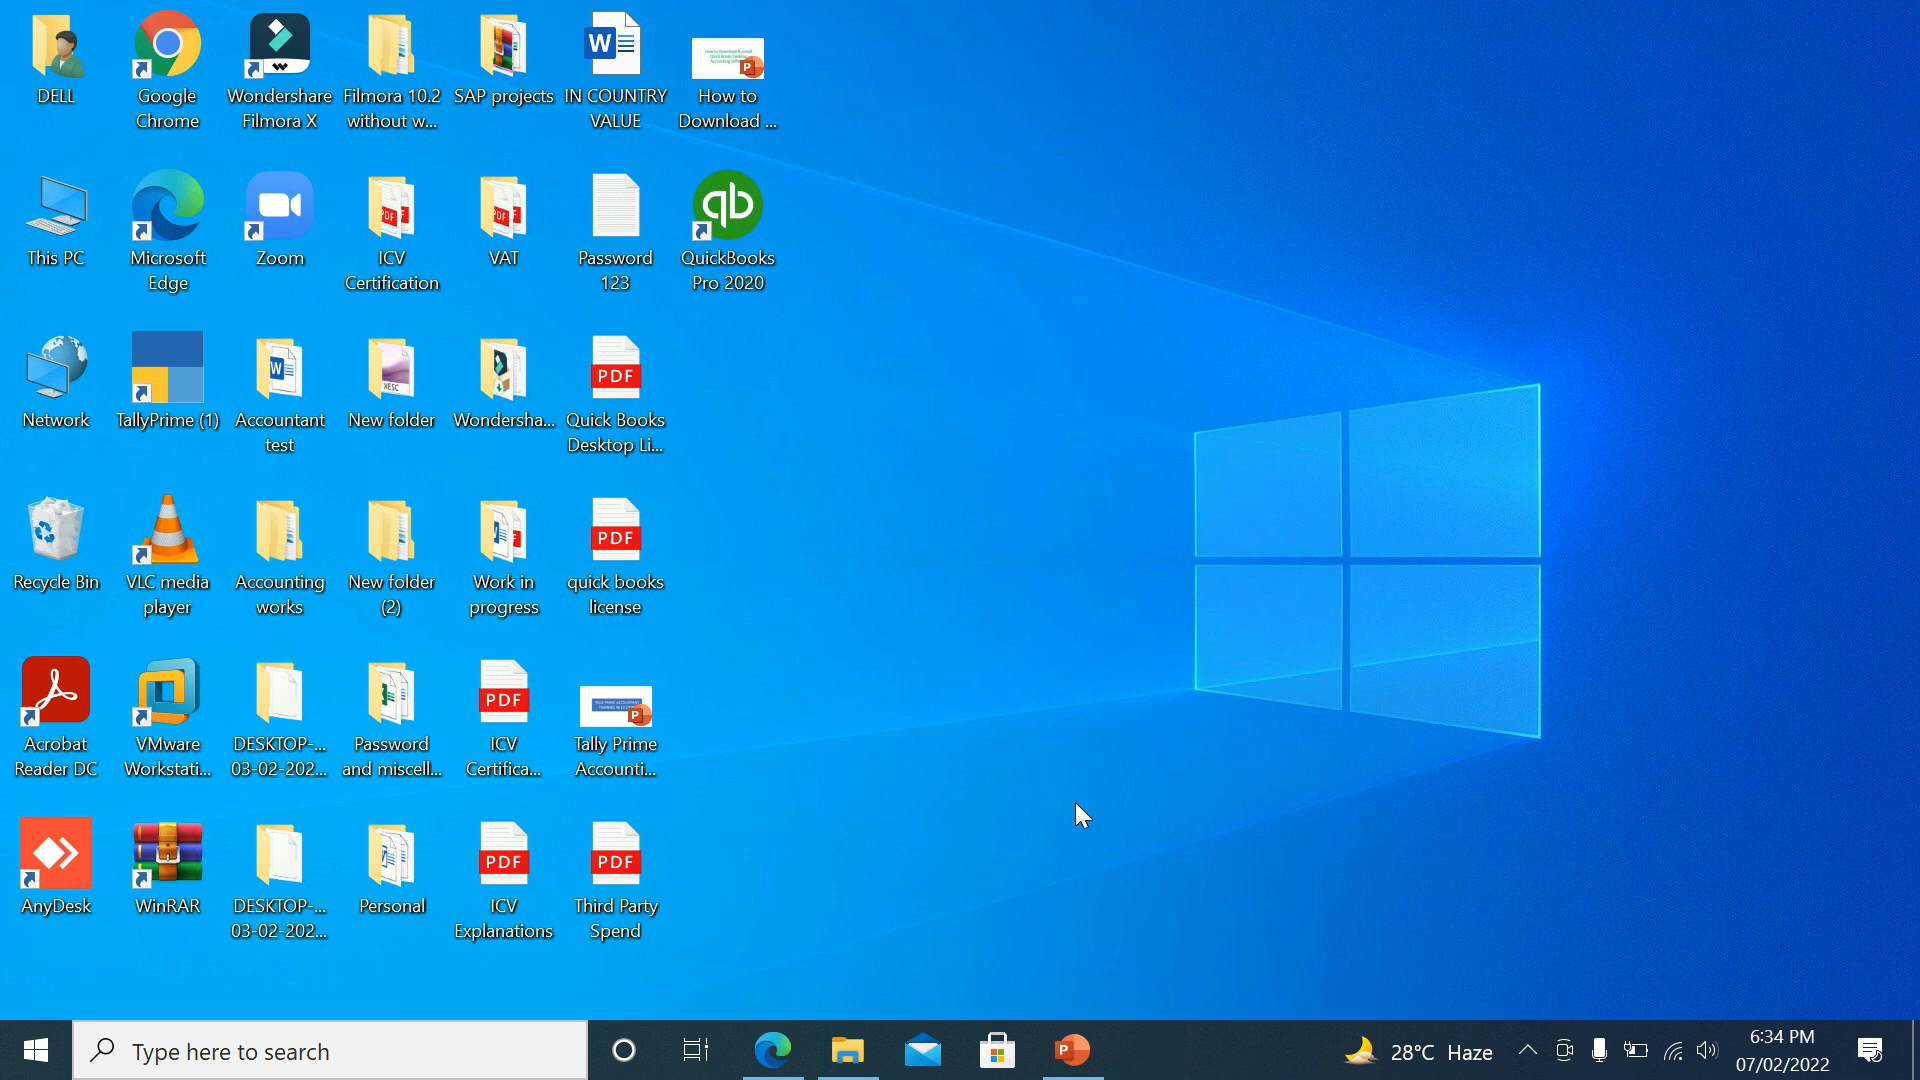 DELL
Google
Chrome
Wondershare
Filmora X
Filmora 10.2
without w...
SAP projects
IN COUNTRY
VALUE
How to
Download ...
This PC
Microsoft
Edge
Zoom
PDF
ICV
Certification
PDF
VAT
Password
123
qb
QuickBooks
Pro 2020
Network
TallyPrime (1)
W
Accountant
test
XESC
New folder
Wondersha...
PDF
Quick Books
Desktop Li...
Recycle Bin
VLC media
player
Accounting
works
New folder
(2)
Work in
progress
PDF
quick books
license
Acrobat
Reader DC
VMware
Workstati...
DESKTOP-...
03-02-202...
Password
and miscell...
PDF
ICV
Certifica...
P
Tally Prime
Accounti...
AnyDesk
WinRAR
DESKTOP-...
03-02-202...
Personal
PDF
ICV
Explanations
PDF
Third Party
Spend
Type here to search
P
28°C Haze
6:34 PM
07/02/2022